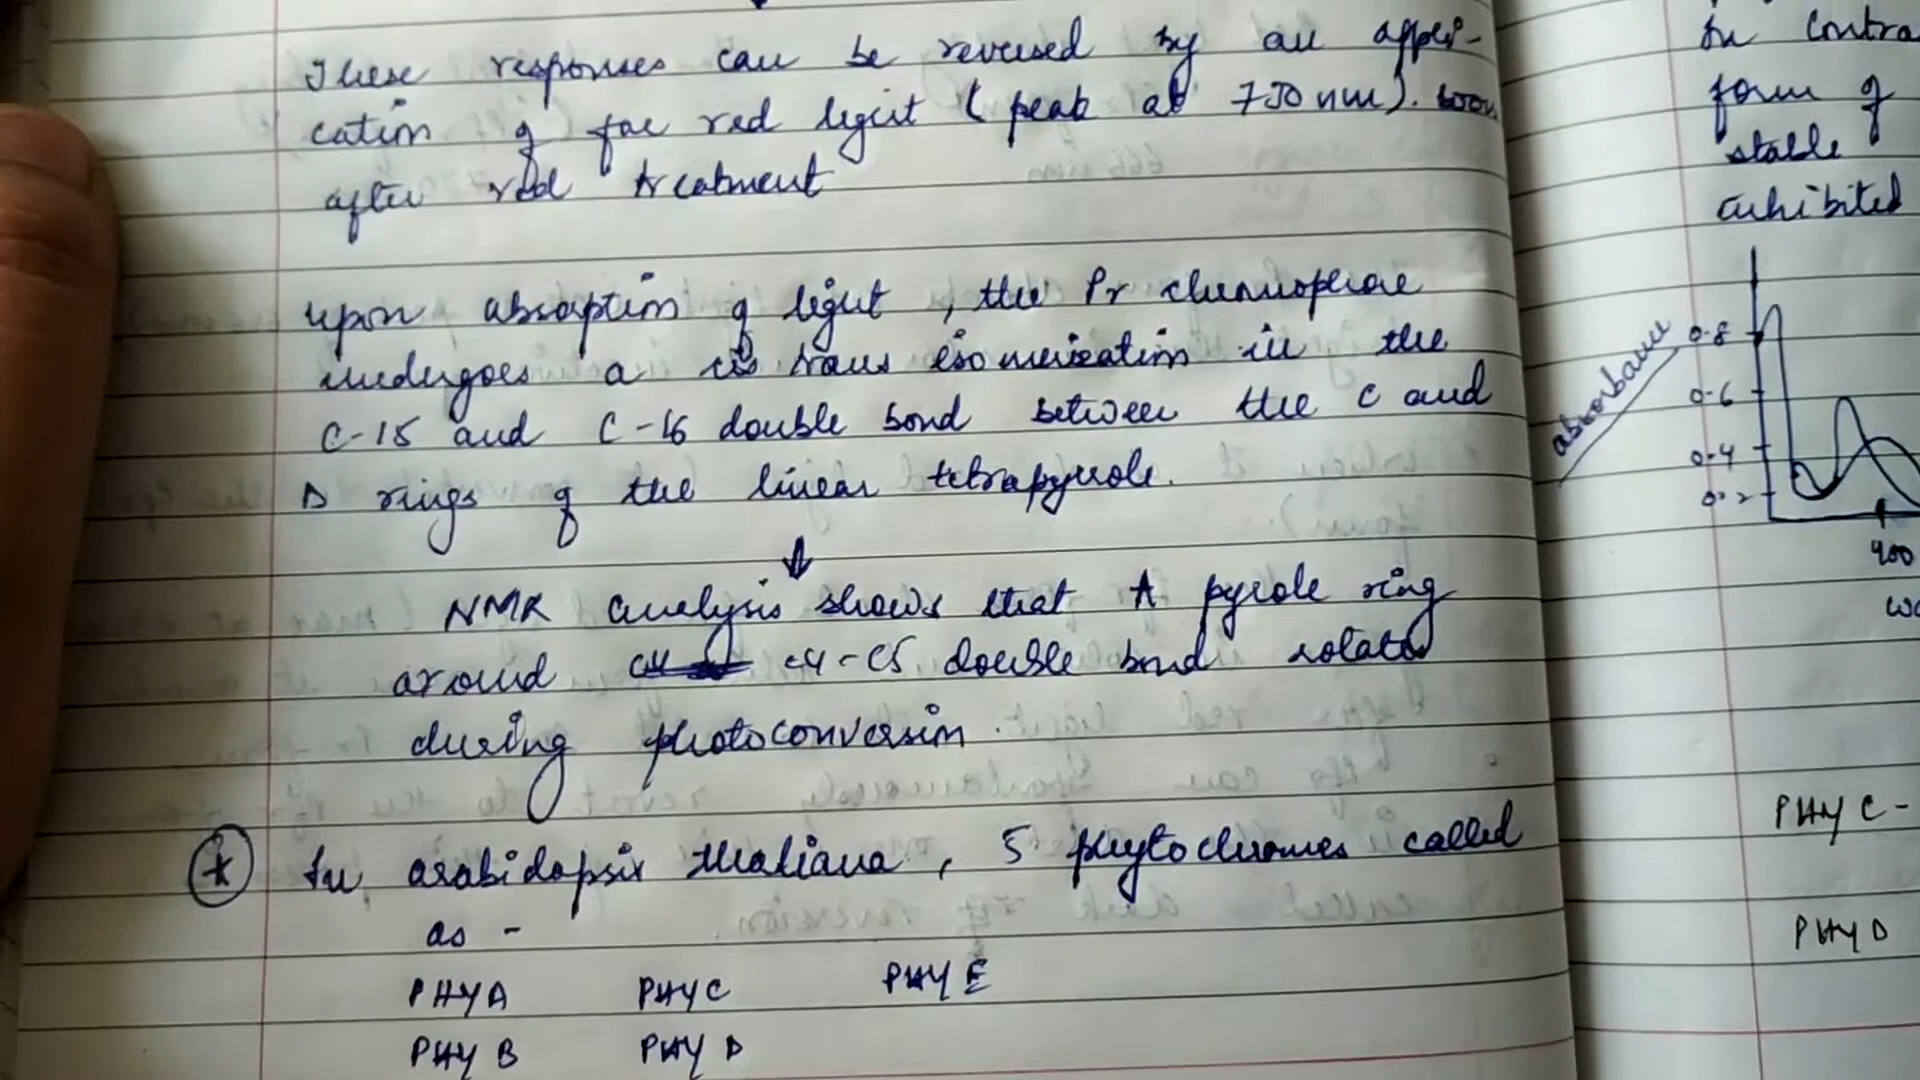 These responses can be reversed by an appli-
cation of far red light (peak at 730 nm). soon
after red treatment
upon absorption of light, the Pr chromophore
undergoes a cis trans isomerization in the
C-15 and C-16 double bond between the C and
D rings of the linear tetrapyrrole.
↓
NMR analysis shows that A pyrole ring
around C4-C5 double bond rotate
during photoconversion.
* In arabidopsis thaliana, 5 phytochromes called
as -
PHYA PHYC PHY E
PHY B PHY D
In contra
form of
stable
exhibited
absorbance
0.8
0.6
0.4
0.2
400
PHY C-
PHY D